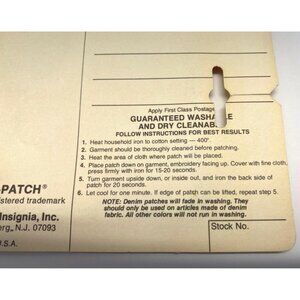 Apply First Class Postage
GUARANTEED WASHABLE
AND DRY CLEANABLE
FOLLOW INSTRUCTIONS FOR BEST RESULTS
1. Heat household iron to cotton setting — 400°.
2. Garment should be thoroughly cleaned before patching.
3. Heat the area of cloth where patch will be placed.
4. Place patch down on garment, embroidery facing up. Cover with fine cloth,
press firmly with iron for 15-20 seconds.
5. Turn garment upside down, or inside out, and iron the back side of
patch for 20 seconds.
6. Let cool for one minute. If edge of patch can be lifted, repeat step 5.
NOTE: Denim patches will fade in washing. They
should only be used on articles made of denim
fabric. All other colors will not run in washing.
Stock No.
-PATCH®
istered trademark
Insignia, Inc.
erg, N.J. 07093
U.S.A.